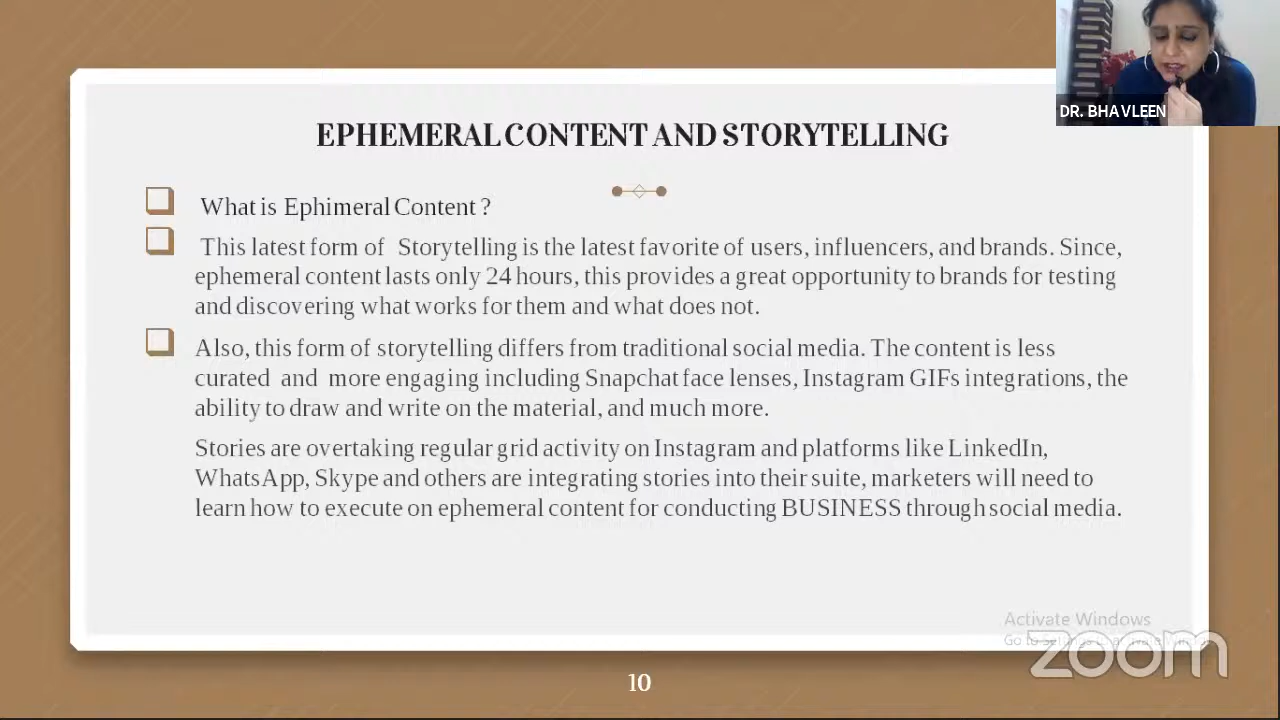 DR. BHAVLEEN
EPHEMERAL CONTENT AND STORYTELLING
What is Ephimeral Content ?
This latest form of Storytelling is the latest favorite of users, influencers, and brands. Since,
ephemeral content lasts only 24 hours, this provides a great opportunity to brands for testing
and discovering what works for them and what does not.
Also, this form of storytelling differs from traditional social media. The content is less
curated and more engaging including Snapchat face lenses, Instagram GIFs integrations, the
ability to draw and write on the material, and much more.
Stories are overtaking regular grid activity on Instagram and platforms like LinkedIn,
WhatsApp, Skype and others are integrating stories into their suite, marketers will need to
learn how to execute on ephemeral content for conducting BUSINESS through social media.
Activate Windows
Go to
zoom
10